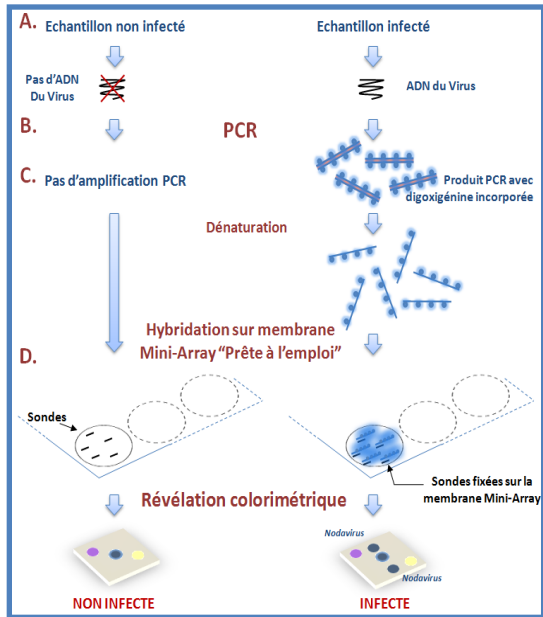 A.
Echantillon non infecté
Echantillon infecté
Pas d'ADN
Du Virus
ADN du Virus
B.
PCR
C.
Pas d'amplification PCR
Produit PCR avec
digoxigénine incorporée
Dénaturation
Hybridation sur membrane
Mini-Array "Prête à l'emploi"
D.
Sondes
Sondes fixées sur la
membrane Mini-Array
Révélation colorimétrique
Nodavirus
Nodavirus
NON INFECTE
INFECTE